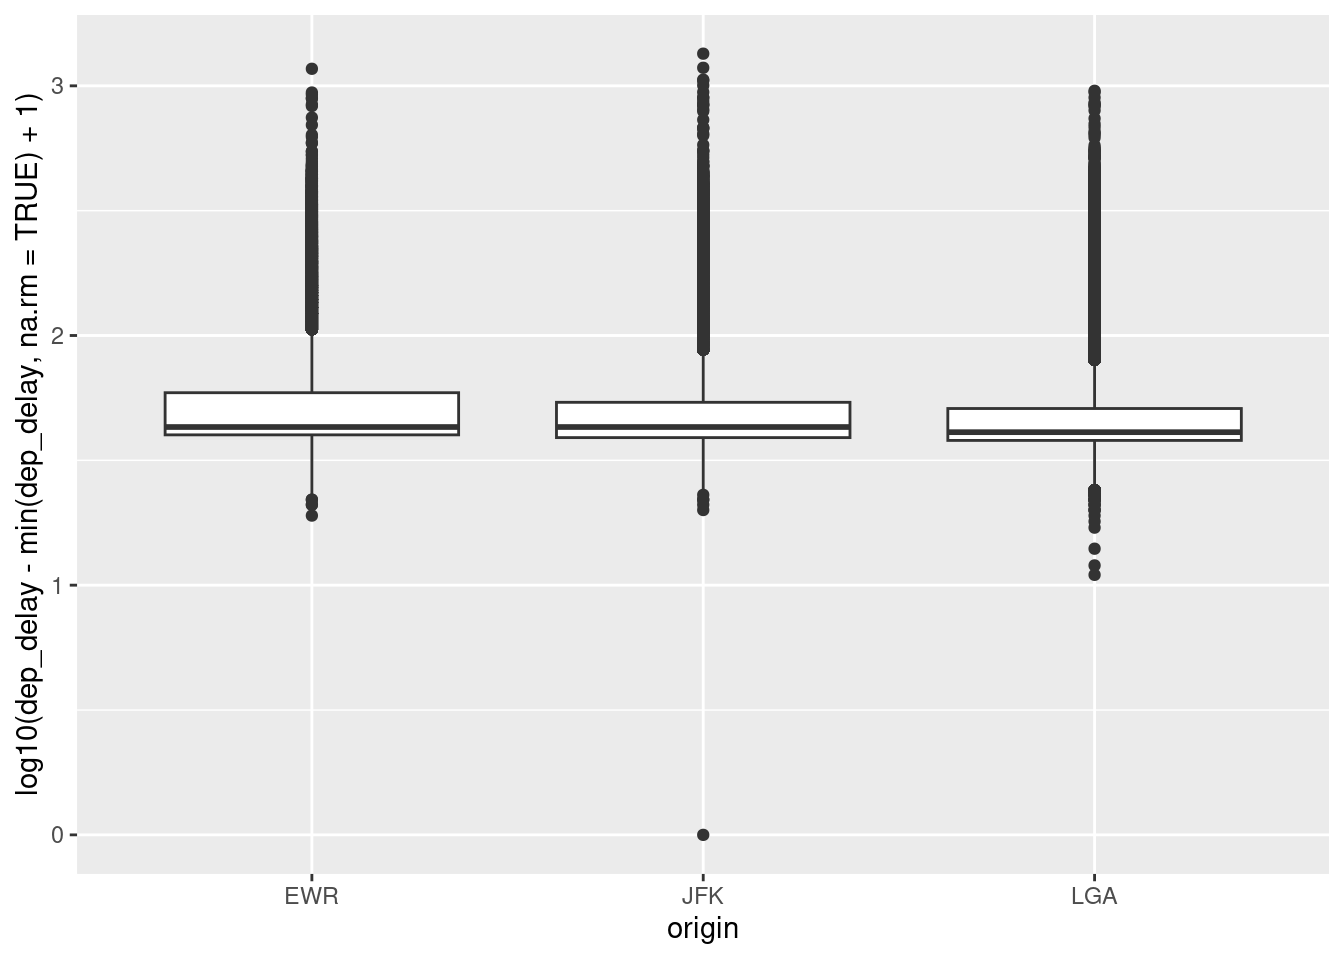 log10(dep_delay - min(dep_delay, na.rm = TRUE) + 1)
3
2
1
0
EWR JFK LGA
origin